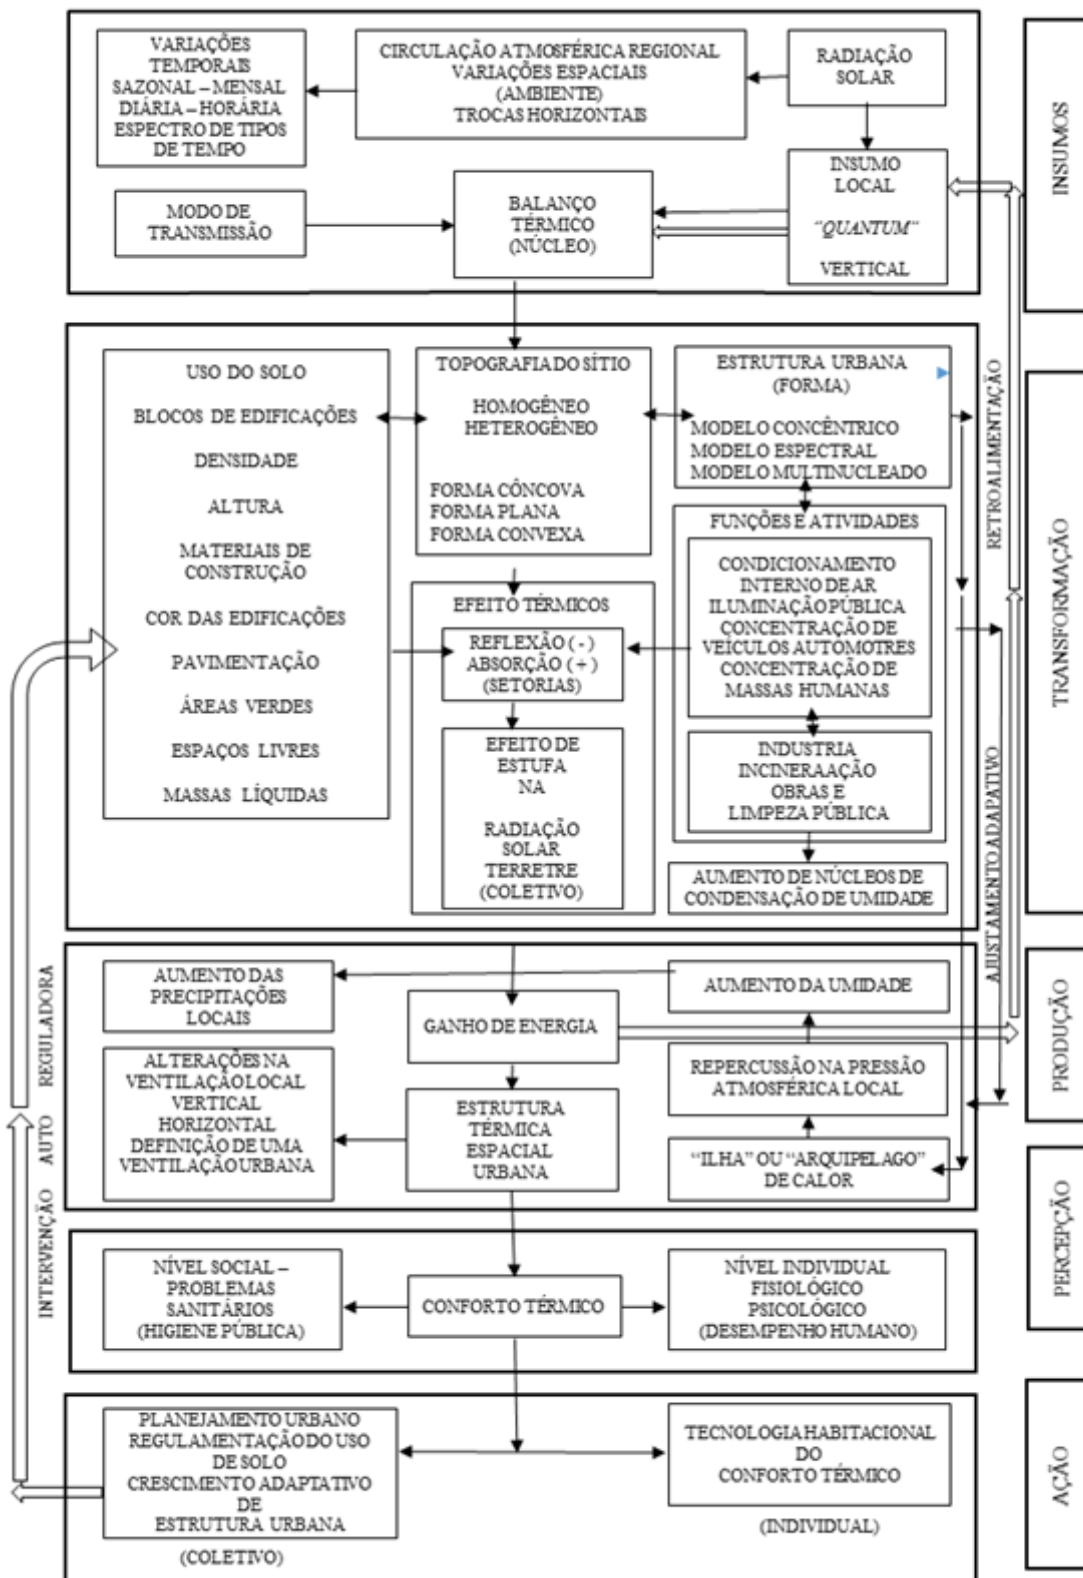 VARIAÇÕES
TEMPORAIS
SAZONAL – MENSAL
DIÁRIA – HORÁRIA
ESPECTRO DE TIPOS
DE TEMPO
CIRCULAÇÃO ATMOSFÉRICA REGIONAL
VARIAÇÕES ESPACIAIS
(AMBIENTE)
TROCAS HORIZONTAIS
RADIAÇÃO
SOLAR
MODO DE
TRANSMISSÃO
BALANÇO
TÉRMICO
(NÚCLEO)
INSUMO
LOCAL
“QUANTUM”
VERTICAL
INSUMOS
USO DO SOLO
BLOCOS DE EDIFICAÇÕES
DENSIDADE
ALTURA
MATERIAIS DE
CONSTRUÇÃO
COR DAS EDIFICAÇÕES
PAVIMENTAÇÃO
ÁREAS VERDES
ESPAÇOS LIVRES
MASSAS LÍQUIDAS
TOPOGRAFIA DO SÍTIO
HOMOGÊNEO
HETEROGÊNEO
FORMA CÔNCOVA
FORMA PLANA
FORMA CONVEXA
ESTRUTURA URBANA
(FORMA)
MODELO CONCÊNTRICO
MODELO ESPECTRAL
MODELO MULTINUCLEADO
EFEITO TÉRMICOS
REFLEXÃO ( - )
ABSORÇÃO ( + )
(SETORIAS)
EFEITO DE
ESTUFA
NA
RADIAÇÃO
SOLAR
TERRETRE
(COLETIVO)
FUNÇÕES E ATIVIDADES
CONDICIONAMENTO
INTERNO DE AR
ILUMINAÇÃO PÚBLICA
CONCENTRAÇÃO DE
VEÍCULOS AUTOMOTRES
CONCENTRAÇÃO DE
MASSAS HUMANAS
INDUSTRIA
INCINERAAÇÃO
OBRAS E
LIMPEZA PÚBLICA
AUMENTO DE NÚCLEOS DE
CONDENSAÇÃO DE UMIDADE
RETROALIMENTAÇÃO
AJUSTAMENTO ADAPATIVO
TRANSFORMAÇÃO
AUMENTO DAS
PRECIPITAÇÕES
LOCAIS
GANHO DE ENERGIA
AUMENTO DA UMIDADE
ALTERAÇÕES NA
VENTILAÇÃO LOCAL
VERTICAL
HORIZONTAL
DEFINIÇÃO DE UMA
VENTILAÇÃO URBANA
ESTRUTURA
TÉRMICA
ESPACIAL
URBANA
REPERCUSSÃO NA PRESSÃO
ATMOSFÉRICA LOCAL
“ILHA” OU “ARQUIPELAGO”
DE CALOR
PRODUÇÃO
INTERVENÇÃO AUTO REGULADORA
NÍVEL SOCIAL –
PROBLEMAS
SANITÁRIOS
(HIGIENE PÚBLICA)
CONFORTO TÉRMICO
NÍVEL INDIVIDUAL
FISIOLÓGICO
PSICOLÓGICO
(DESEMPENHO HUMANO)
PERCEPÇÃO
PLANEJAMENTO URBANO
REGULAMENTAÇÃO DO USO
DE SOLO
CRESCIMENTO ADAPTATIVO
DE
ESTRUTURA URBANA
(COLETIVO)
TECNOLOGIA HABITACIONAL
DO
CONFORTO TÉRMICO
(INDIVIDUAL)
AÇÃO